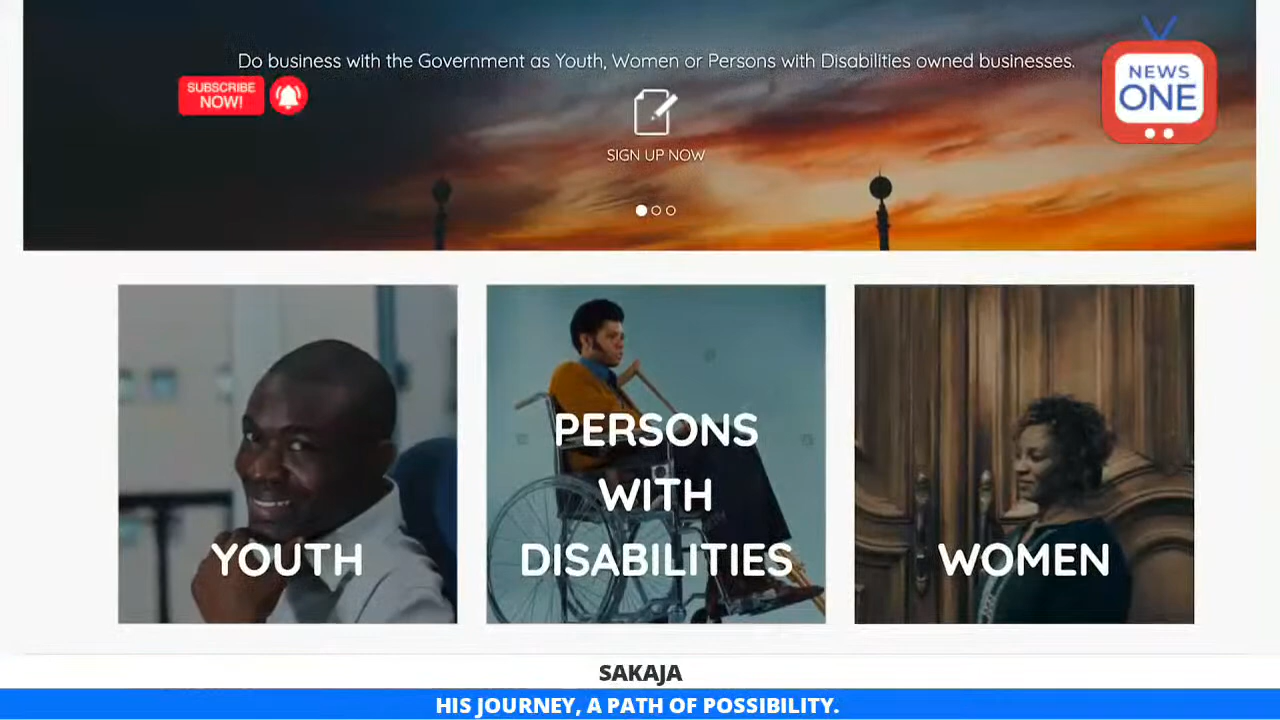 Do business with the Government as Youth, Women or Persons with Disabilities owned businesses.
SUBSCRIBE
NOW!
NEWS
ONE
SIGN UP NOW
YOUTH
PERSONS
WITH
DISABILITIES
WOMEN
SAKAJA
HIS JOURNEY, A PATH OF POSSIBILITY.